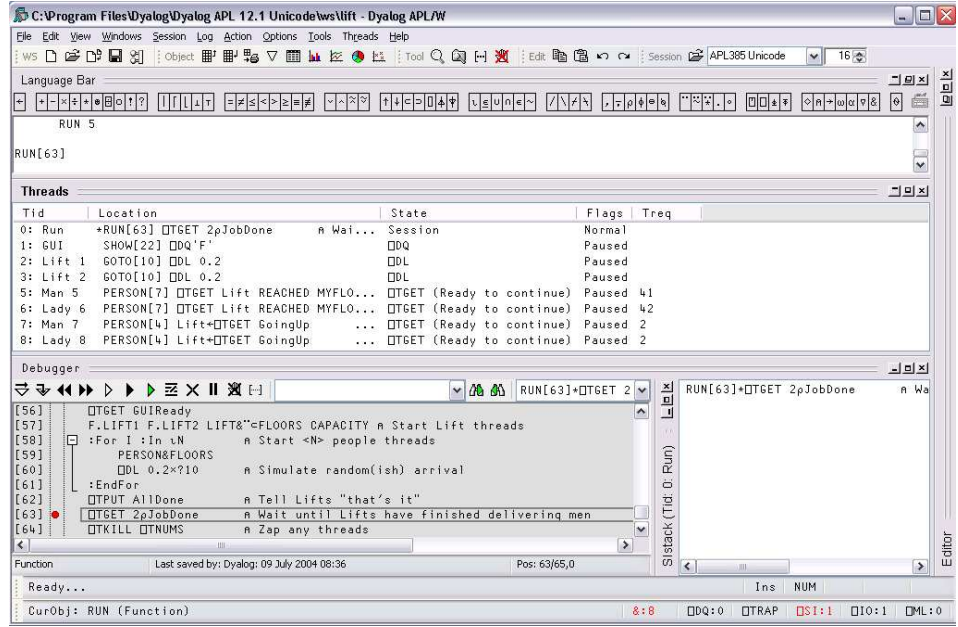 C:\Program Files\Dyalog\Dyalog APL 12.1 Unicode\ws\lift - Dyalog APL/W
File Edit View Windows Session Log Action Options Tools Threads Help
WS Object Tool Edit Session APL385 Unicode 16
Language Bar
← + - × ÷ * ⍟ ⌹ ○ ! ? | ⌈ ⌊ ⊥ ⊤ ⊣ ⊢ = ≠ ≤ < > ≥ ≡ ≢ ∨ ∧ ⍲ ⍱ ↑ ↓ ⊂ ⊃ ⌷ ⍋ ⍒ ⍳ ⍷ ∪ ∩ ∊ ~ / \ ⌿ ⍀ , ⍪ ⍴ ⌽ ⊖ ⍉ ¨ ⍨ ⍣ . ∘ ⍞ ⎕ ⍎ ⍕ ⋄ ⍝ → ⍵ ⍺ ∇ & ⍬
RUN 5
RUN[63]
Threads
Tid Location State Flags Treq
0: Run *RUN[63] ⎕TGET 2⍴JobDone ⍝ Wai... Session Normal
1: GUI SHOW[22] ⎕DQ'F' ⎕DQ Paused
2: Lift 1 GOTO[10] ⎕DL 0.2 ⎕DL Paused
3: Lift 2 GOTO[10] ⎕DL 0.2 ⎕DL Paused
5: Man 5 PERSON[7] ⎕TGET Lift REACHED MYFLO... ⎕TGET (Ready to continue) Paused 41
6: Lady 6 PERSON[7] ⎕TGET Lift REACHED MYFLO... ⎕TGET (Ready to continue) Paused 42
7: Man 7 PERSON[4] Lift←⎕TGET GoingUp ... ⎕TGET (Ready to continue) Paused 2
8: Lady 8 PERSON[4] Lift←⎕TGET GoingUp ... ⎕TGET (Ready to continue) Paused 2
Debugger
RUN[63]*⎕TGET 2
RUN[63]*⎕TGET 2⍴JobDone ⍝ Wa
[56] ⎕TGET GUIReady
[57] F.LIFT1 F.LIFT2 LIFT&¨⊂FLOORS CAPACITY ⍝ Start Lift threads
[58] :For I :In ⍳N ⍝ Start <N> people threads
[59] PERSON&FLOORS
[60] ⎕DL 0.2×?10 ⍝ Simulate random(ish) arrival
[61] :EndFor
[62] ⎕TPUT AllDone ⍝ Tell Lifts "that's it"
[63] ⎕TGET 2⍴JobDone ⍝ Wait until Lifts have finished delivering men
[64] ⎕TKILL ⎕TNUMS ⍝ Zap any threads
SIstack (Tid: 0: Run)
Editor
Function Last saved by: Dyalog: 09 July 2004 08:36 Pos: 63/65,0
Ready... Ins NUM
CurObj: RUN (Function) &:8 ⎕DQ:0 ⎕TRAP ⎕SI:1 ⎕IO:1 ⎕ML:0